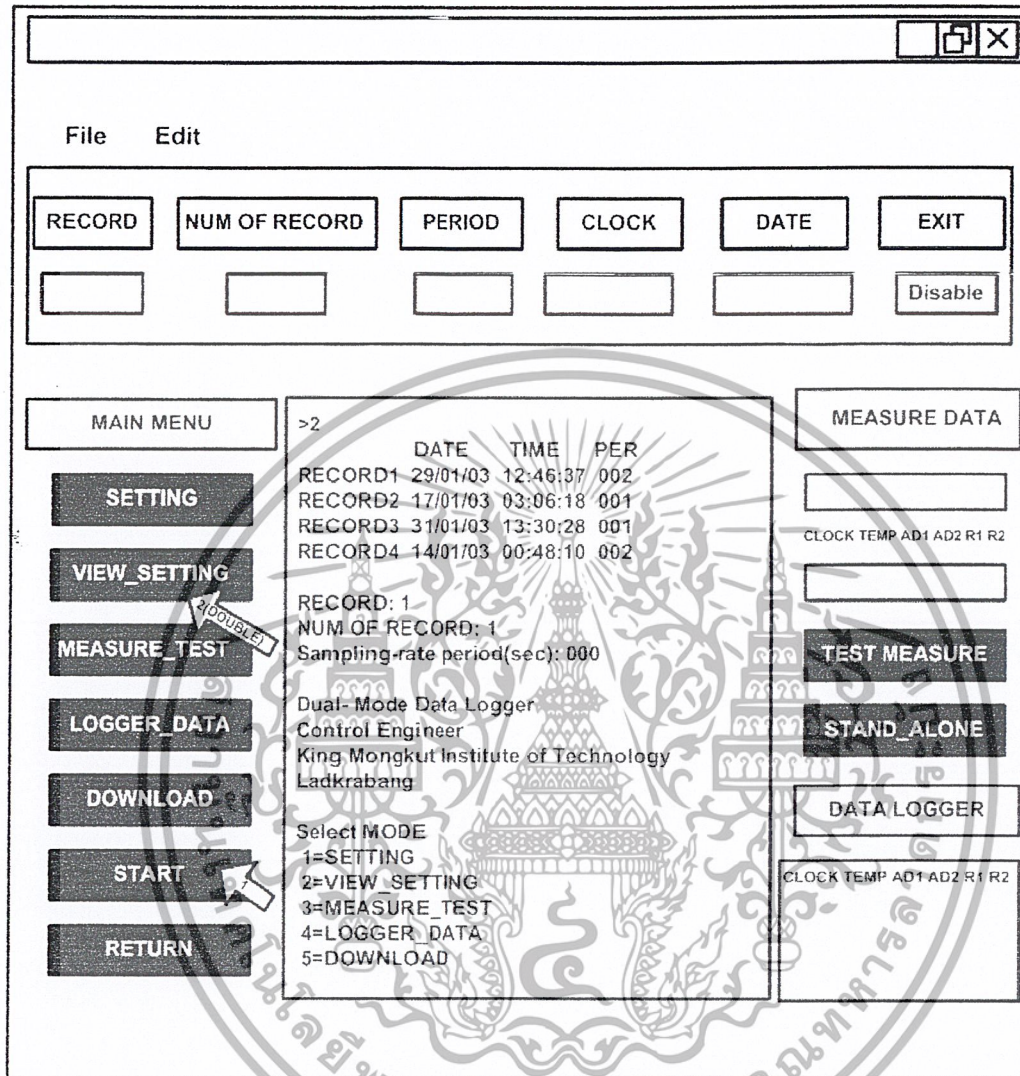 File Edit
RECORD NUM OF RECORD PERIOD CLOCK DATE EXIT
Disable
MAIN MENU
SETTING
VIEW_SETTING
2(DOUBLE)
MEASURE_TEST
LOGGER_DATA
DOWNLOAD
START
1
RETURN
>2
DATE TIME PER
RECORD1 29/01/03 12:46:37 002
RECORD2 17/01/03 03:06:18 001
RECORD3 31/01/03 13:30:28 001
RECORD4 14/01/03 00:48:10 002
RECORD: 1
NUM OF RECORD: 1
Sampling-rate period(sec): 000
Dual- Mode Data Logger
Control Engineer
King Mongkut Institute of Technology
Ladkrabang
Select MODE
1=SETTING
2=VIEW_SETTING
3=MEASURE_TEST
4=LOGGER_DATA
5=DOWNLOAD
MEASURE DATA
CLOCK TEMP AD1 AD2 R1 R2
TEST MEASURE
STAND_ALONE
DATA LOGGER
CLOCK TEMP AD1 AD2 R1 R2